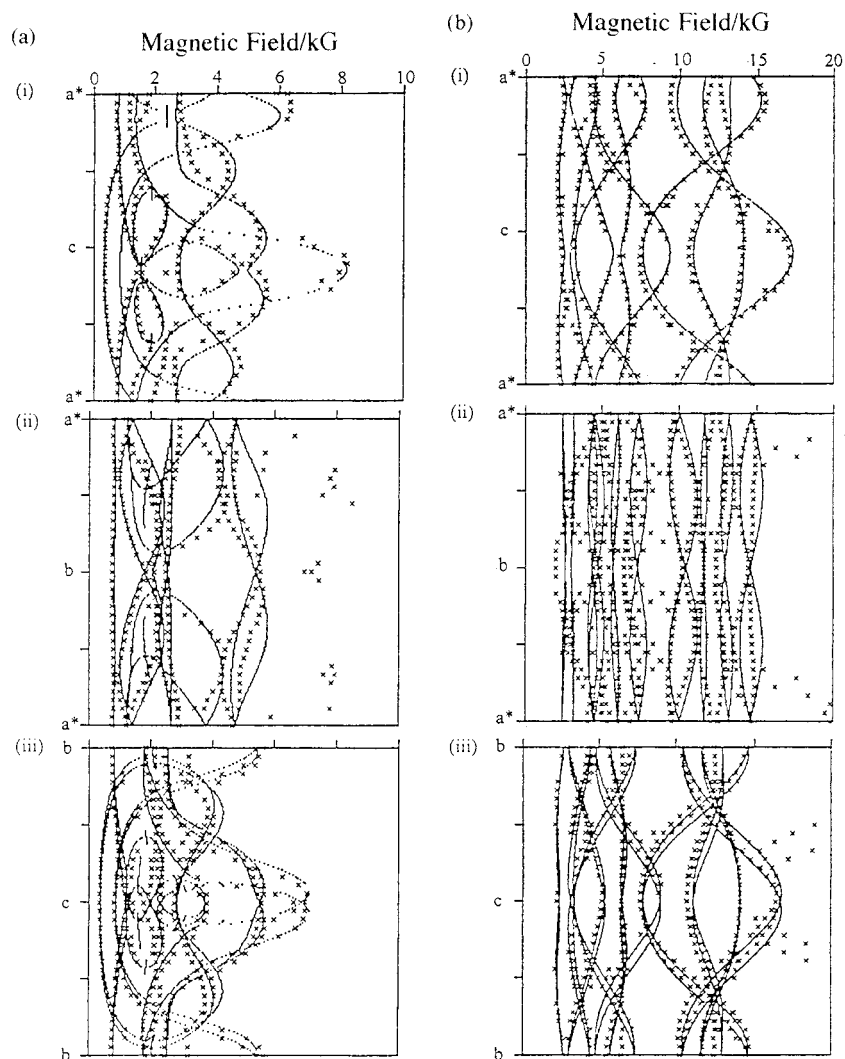 (a)
Magnetic Field/kG
0 2 4 6 8 10
(i)
a*
c
a*
(ii)
a*
b
a*
(iii)
b
c
b
(b)
Magnetic Field/kG
0 5 10 15 20
(i)
a*
c
a*
(ii)
a*
b
a*
(iii)
b
c
b